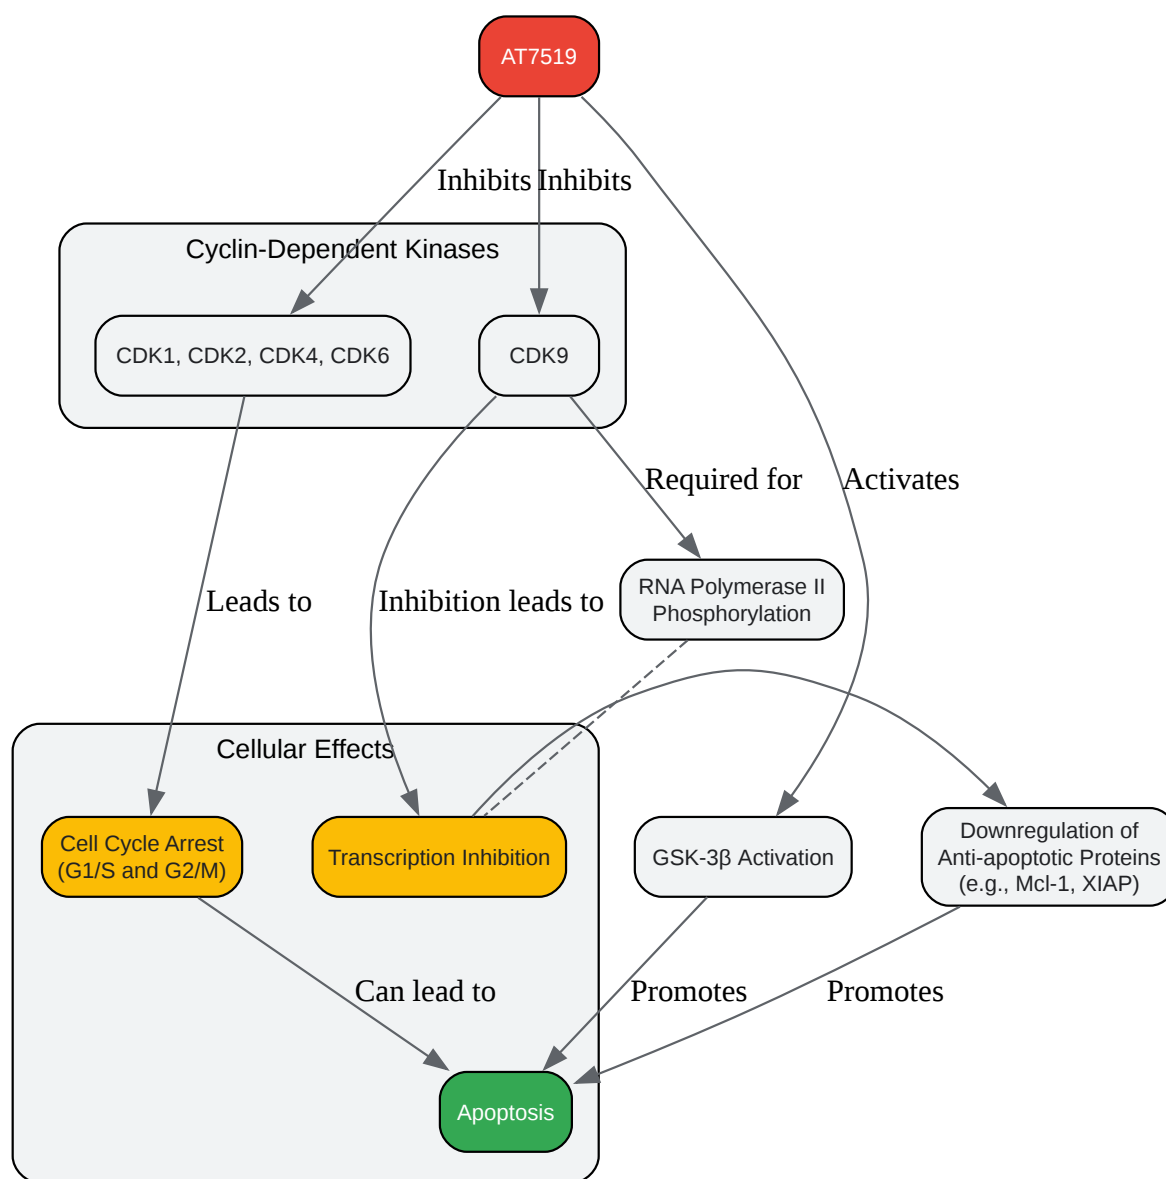 AT7519
Inhibits
Inhibits
Cyclin-Dependent Kinases
CDK1, CDK2, CDK4, CDK6
CDK9
Required for
Activates
RNA Polymerase II
Phosphorylation
Leads to
Inhibition leads to
Cellular Effects
Cell Cycle Arrest
(G1/S and G2/M)
Transcription Inhibition
GSK-3β Activation
Downregulation of
Anti-apoptotic Proteins
(e.g., Mcl-1, XIAP)
Can lead to
Promotes
Promotes
Apoptosis